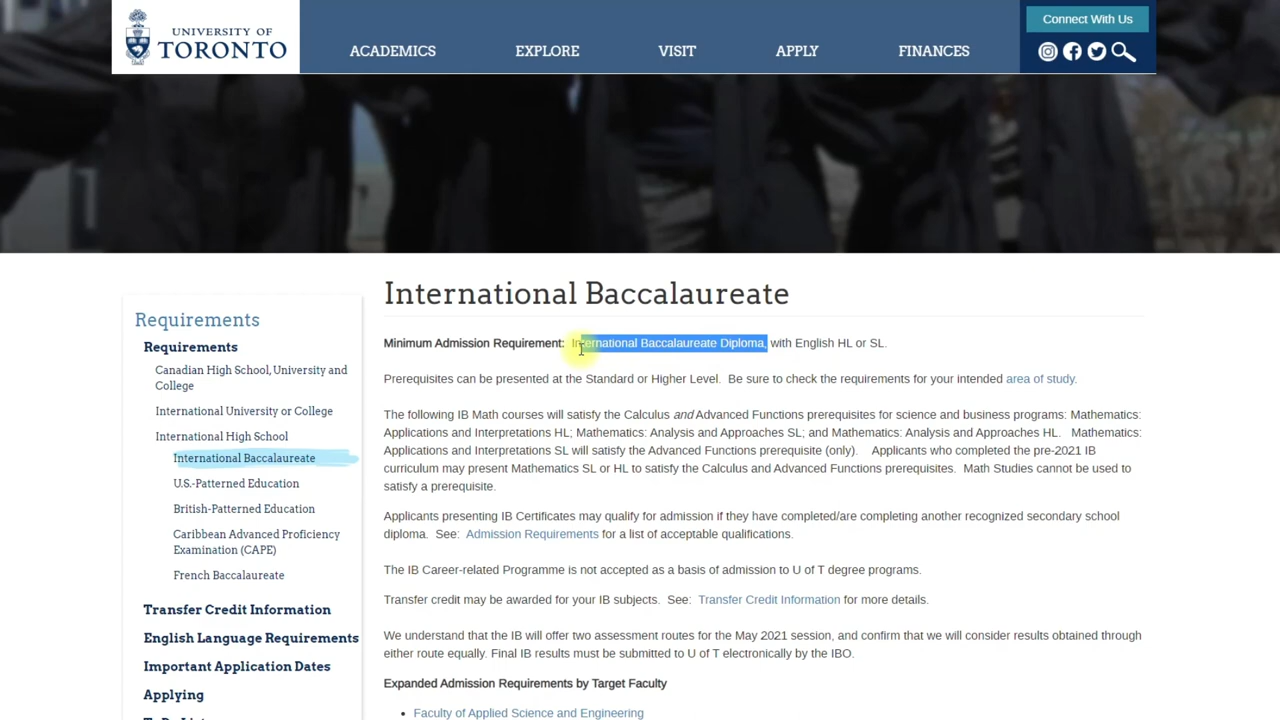 UNIVERSITY OF
TORONTO
ACADEMICS
EXPLORE
VISIT
APPLY
FINANCES
Connect With Us
International Baccalaureate
Requirements
Requirements
Canadian High School, University and
College
International University or College
International High School
International Baccalaureate
U.S.-Patterned Education
British-Patterned Education
Caribbean Advanced Proficiency
Examination (CAPE)
French Baccalaureate
Transfer Credit Information
English Language Requirements
Important Application Dates
Applying
Minimum Admission Requirement: International Baccalaureate Diploma, with English HL or SL.
Prerequisites can be presented at the Standard or Higher Level. Be sure to check the requirements for your intended area of study.
The following IB Math courses will satisfy the Calculus and Advanced Functions prerequisites for science and business programs: Mathematics:
Applications and Interpretations HL; Mathematics: Analysis and Approaches SL; and Mathematics: Analysis and Approaches HL. Mathematics:
Applications and Interpretations SL will satisfy the Advanced Functions prerequisite (only). Applicants who completed the pre-2021 IB
curriculum may present Mathematics SL or HL to satisfy the Calculus and Advanced Functions prerequisites. Math Studies cannot be used to
satisfy a prerequisite.
Applicants presenting IB Certificates may qualify for admission if they have completed/are completing another recognized secondary school
diploma. See: Admission Requirements for a list of acceptable qualifications.
The IB Career-related Programme is not accepted as a basis of admission to U of T degree programs.
Transfer credit may be awarded for your IB subjects. See: Transfer Credit Information for more details.
We understand that the IB will offer two assessment routes for the May 2021 session, and confirm that we will consider results obtained through
either route equally. Final IB results must be submitted to U of T electronically by the IBO.
Expanded Admission Requirements by Target Faculty
• Faculty of Applied Science and Engineering